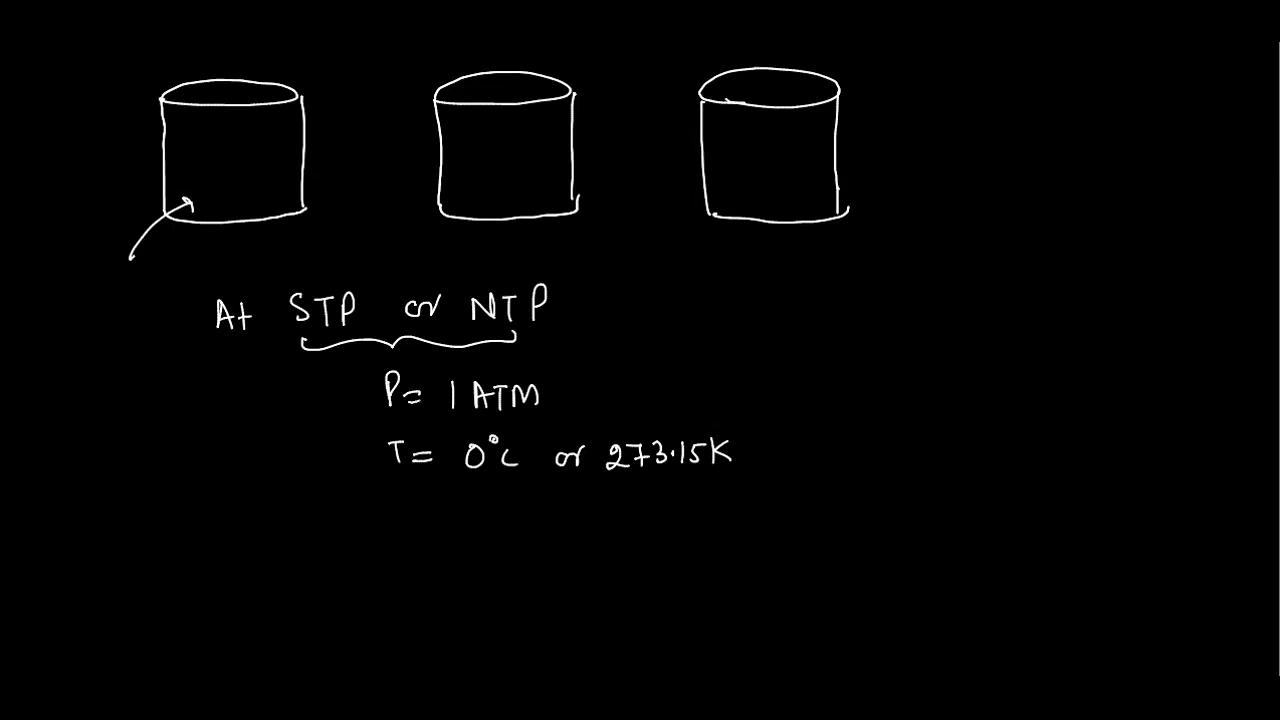 At STP or NTP
P= 1 ATM
T= 0°C or 273.15K